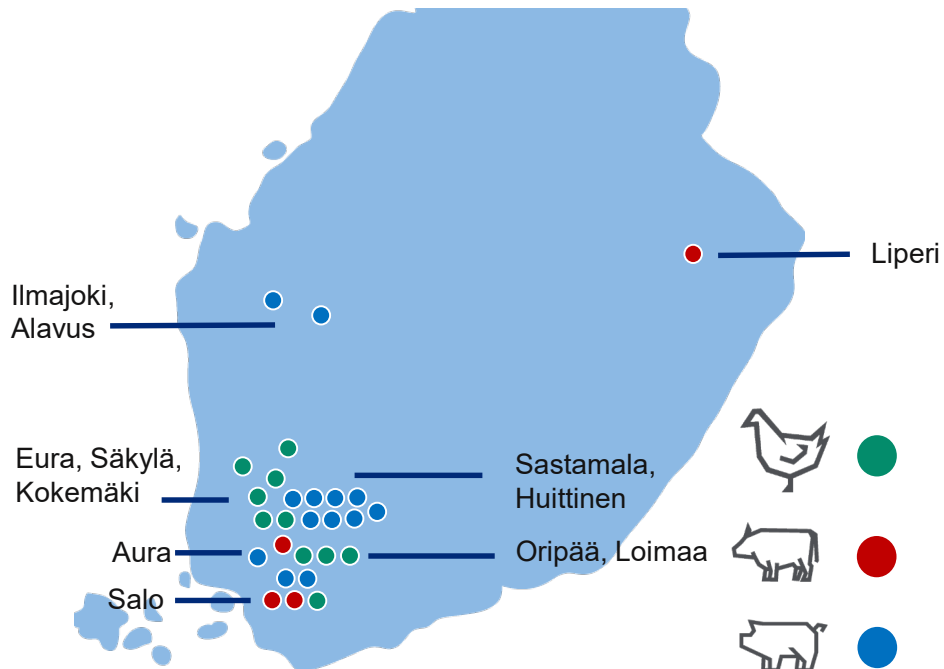 Liperi
Ilmajoki,
Alavus
Eura, Säkylä,
Kokemäki
Sastamala,
Huittinen
Aura
Oripää, Loimaa
Salo